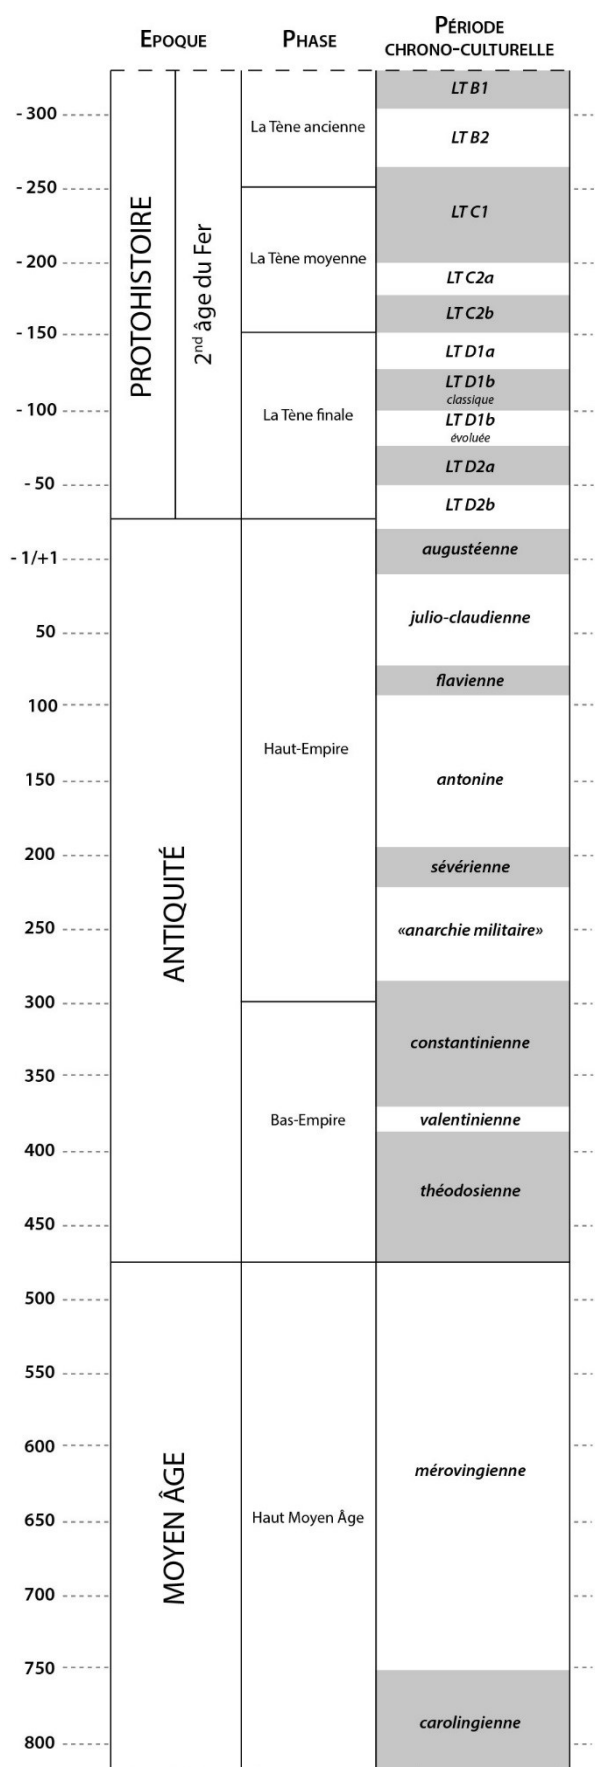 EPOQUE
PHASE
PÉRIODE
CHRONO-CULTURELLE
- 300
- 250
- 200
- 150
- 100
- 50
- 1/+1
50
100
150
200
250
300
350
400
450
500
550
600
650
700
750
800
PROTOHISTOIRE
2nd âge du Fer
ANTIQUITÉ
MOYEN ÂGE
La Tène ancienne
La Tène moyenne
La Tène finale
Haut-Empire
Bas-Empire
Haut Moyen Âge
LT B1
LT B2
LT C1
LT C2a
LT C2b
LT D1a
LT D1b
classique
LT D1b
évoluée
LT D2a
LT D2b
augustéenne
julio-claudienne
flavienne
antonine
sévérienne
«anarchie militaire»
constantinienne
valentinienne
théodosienne
mérovingienne
carolingienne